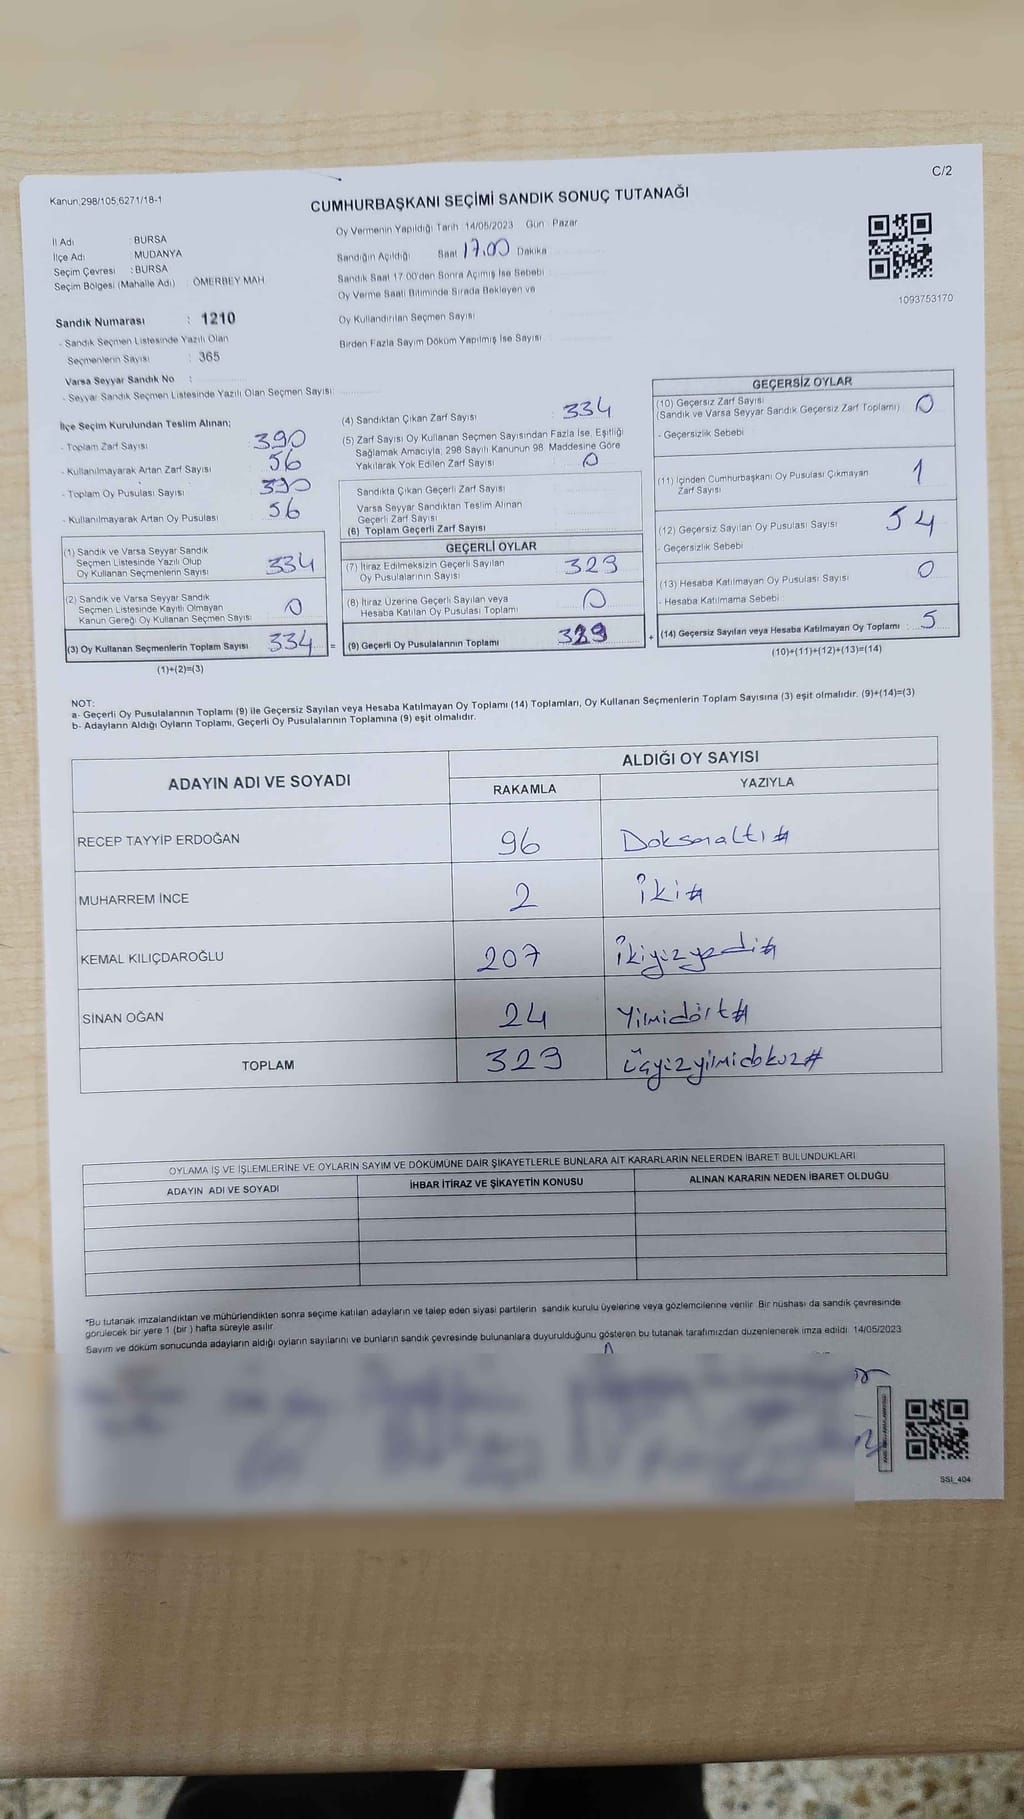 C/2
Kanun:298/105;6271/18-1
CUMHURBAŞKANI SEÇİMİ SANDIK SONUÇ TUTANAĞI
1093753170
İl Adı : BURSA
İlçe Adı : MUDANYA
Seçim Çevresi : BURSA
Seçim Bölgesi (Mahalle Adı) : ÖMERBEY MAH
Sandık Numarası : 1210
- Sandık Seçmen Listesinde Yazılı Olan
Seçmenlerin Sayısı : 365
Varsa Seyyar Sandık No :
- Seyyar Sandık Seçmen Listesinde Yazılı Olan Seçmen Sayısı:
Oy Vermenin Yapıldığı Tarih 14/05/2023 Gün : Pazar
Sandığın Açıldığı Saat 17.00 Dakika
Sandık Saat 17:00'den Sonra Açımış İse Sebebi
Oy Verme Saati Bitiminde Sırada Bekleyen ve
Oy Kullandırılan Seçmen Sayısı
Birden Fazla Sayım Döküm Yapılmış İse Sayısı
İlçe Seçim Kurulundan Teslim Alınan;
- Toplam Zarf Sayısı 390
- Kullanılmayarak Artan Zarf Sayısı 56
- Toplam Oy Pusulası Sayısı 390
- Kullanılmayarak Artan Oy Pusulası 56
(1) Sandık ve Varsa Seyyar Sandık
Seçmen Listesinde Yazılı Olup
Oy Kullanan Seçmenlerin Sayısı 334
(2) Sandık ve Varsa Seyyar Sandık
Seçmen Listesinde Kayıtlı Olmayan
Kanun Gereği Oy Kullanan Seçmen Sayısı 0
(3) Oy Kullanan Seçmenlerin Toplam Sayısı 334 =
(1)+(2)=(3)
(4) Sandıktan Çıkan Zarf Sayısı : 334
(5) Zarf Sayısı Oy Kullanan Seçmen Sayısından Fazla İse, Eşitliği
Sağlamak Amacıyla; 298 Sayılı Kanunun 98. Maddesine Göre
Yakılarak Yok Edilen Zarf Sayısı 0
Sandıkta Çıkan Geçerli Zarf Sayısı
Varsa Seyyar Sandıktan Teslim Alınan
Geçerli Zarf Sayısı
(6) Toplam Geçerli Zarf Sayısı
GEÇERLİ OYLAR
(7) İtiraz Edilmeksizin Geçerli Sayılan
Oy Pusulalarının Sayısı 329
(8) İtiraz Üzerine Geçerli Sayılan veya
Hesaba Katılan Oy Pusulası Toplamı 0
(9) Geçerli Oy Pusulalarının Toplamı 329 +
GEÇERSİZ OYLAR
(10) Geçersiz Zarf Sayısı
(Sandık ve Varsa Seyyar Sandık Geçersiz Zarf Toplamı) 0
- Geçersizlik Sebebi
(11) İçinden Cumhurbaşkanı Oy Pusulası Çıkmayan
Zarf Sayısı 1
(12) Geçersiz Sayılan Oy Pusulası Sayısı 4
- Geçersizlik Sebebi
(13) Hesaba Katılmayan Oy Pusulası Sayısı 0
- Hesaba Katılmama Sebebi
(14) Geçersiz Sayılan veya Hesaba Katılmayan Oy Toplamı : 5
(10)+(11)+(12)+(13)=(14)
NOT:
a- Geçerli Oy Pusulalarının Toplamı (9) ile Geçersiz Sayılan veya Hesaba Katılmayan Oy Toplamı (14) Toplamları, Oy Kullanan Seçmenlerin Toplam Sayısına (3) eşit olmalıdır. (9)+(14)=(3)
b- Adayların Aldığı Oyların Toplamı, Geçerli Oy Pusulalarının Toplamına (9) eşit olmalıdır.
ADAYIN ADI VE SOYADI
ALDIĞI OY SAYISI
RAKAMLA YAZIYLA
RECEP TAYYİP ERDOĞAN 96 Doksanaltı#
MUHARREM İNCE 2 İki#
KEMAL KILIÇDAROĞLU 207 İkiyüzyedi#
SİNAN OĞAN 24 Yilmidört#
TOPLAM 329 Üçyüzyilmidokuz#
OYLAMA İŞ VE İŞLEMLERİNE VE OYLARIN SAYIM VE DÖKÜMÜNE DAİR ŞİKAYETLERLE BUNLARA AİT KARARLARIN NELERDEN İBARET BULUNDUKLARI
ADAYIN ADI VE SOYADI İHBAR İTİRAZ VE ŞİKAYETİN KONUSU ALINAN KARARIN NEDEN İBARET OLDUĞU
*Bu tutanak imzalandıktan ve mühürlendikten sonra seçime katılan adayların ve talep eden siyasi partilerin sandık kurulu üyelerine veya gözlemcilerine verilir. Bir nüshası da sandık çevresinde
görülecek bir yere 1 (bir ) hafta süreyle asılır.
Sayım ve döküm sonucunda adayların aldığı oyların sayılarını ve bunların sandık çevresinde bulunanlara duyurulduğunu gösteren bu tutanak tarafımızdan düzenlenerek imza edildi. 14/05/2023
SSI_404